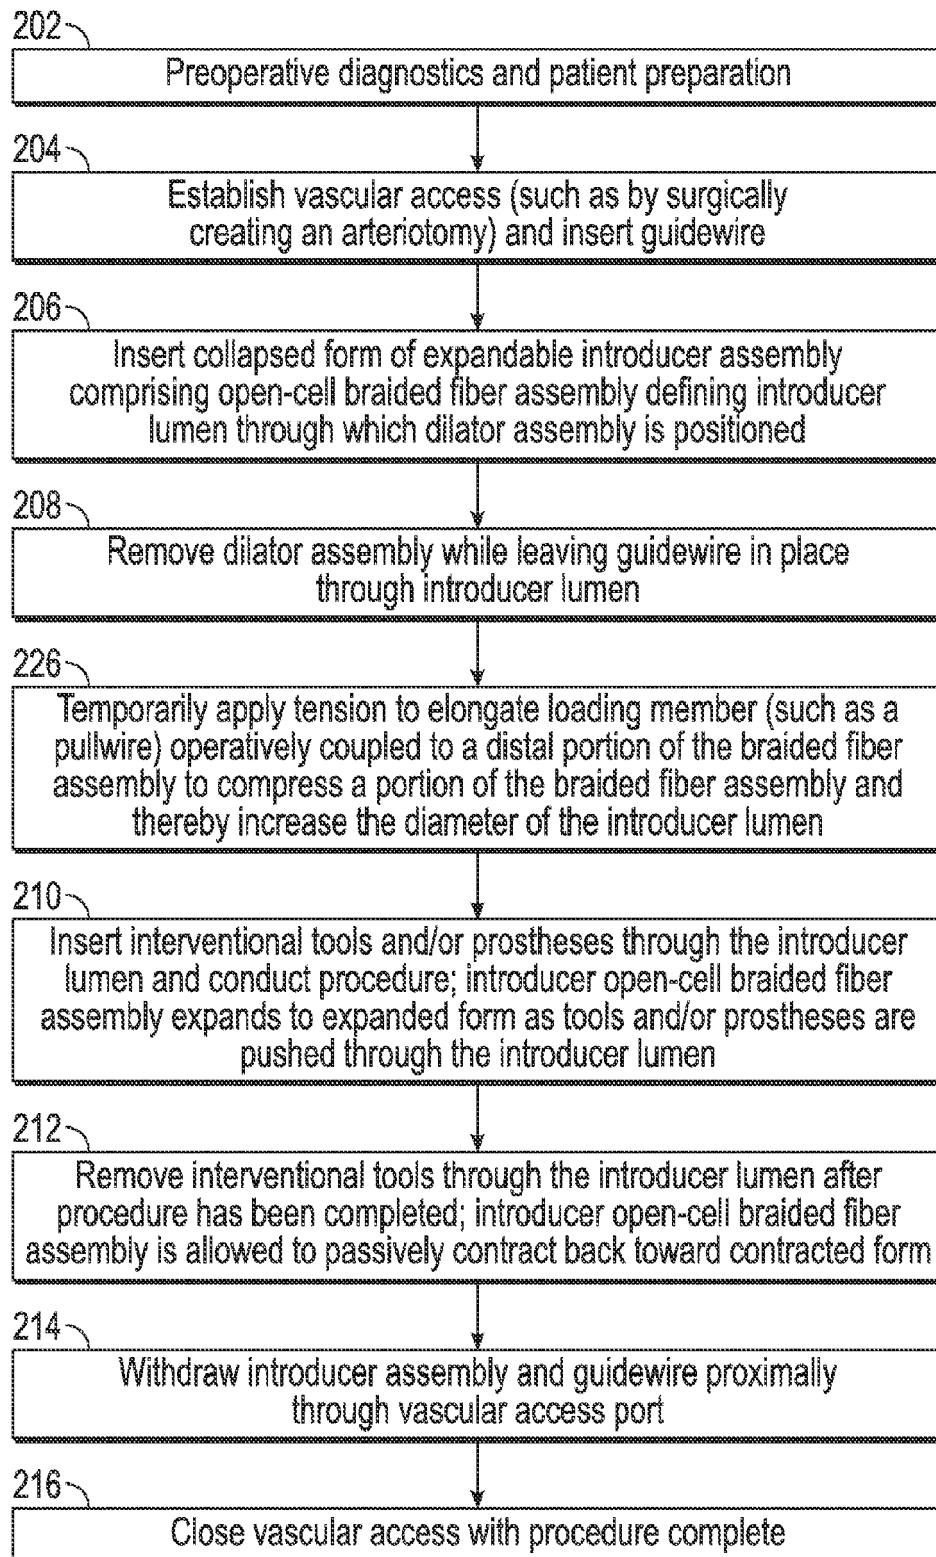 202
Preoperative diagnostics and patient preparation
204
Establish vascular access (such as by surgically
creating an arteriotomy) and insert guidewire
206
Insert collapsed form of expandable introducer assembly
comprising open-cell braided fiber assembly defining introducer
lumen through which dilator assembly is positioned
208
Remove dilator assembly while leaving guidewire in place
through introducer lumen
226
Temporarily apply tension to elongate loading member (such as a
pullwire) operatively coupled to a distal portion of the braided fiber
assembly to compress a portion of the braided fiber assembly and
thereby increase the diameter of the introducer lumen
210
Insert interventional tools and/or prostheses through the introducer
lumen and conduct procedure; introducer open-cell braided fiber
assembly expands to expanded form as tools and/or prostheses are
pushed through the introducer lumen
212
Remove interventional tools through the introducer lumen after
procedure has been completed; introducer open-cell braided fiber
assembly is allowed to passively contract back toward contracted form
214
Withdraw introducer assembly and guidewire proximally
through vascular access port
216
Close vascular access with procedure complete